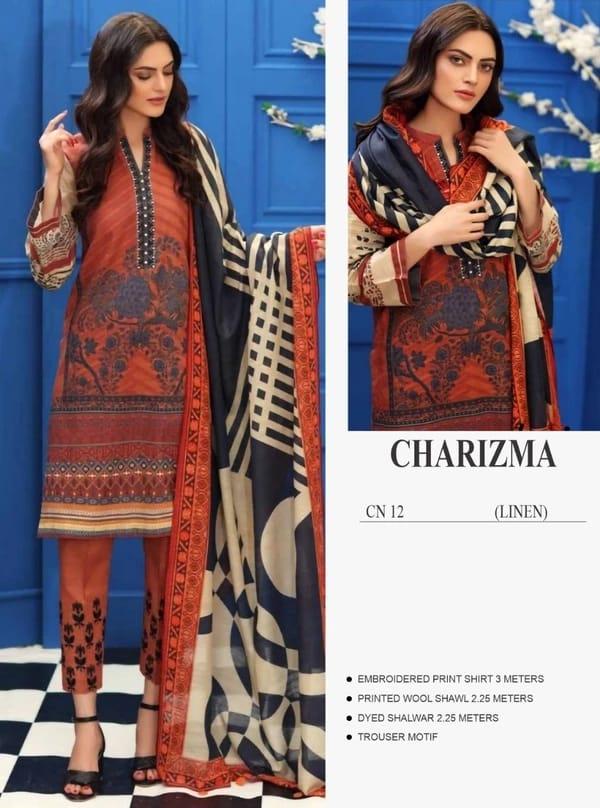 CHARIZMA
CN 12 (LINEN)
EMBROIDERED PRINT SHIRT 3 METERS
PRINTED WOOL SHAWL 2.25 METERS
DYED SHALWAR 2.25 METERS
TROUSER MOTIF